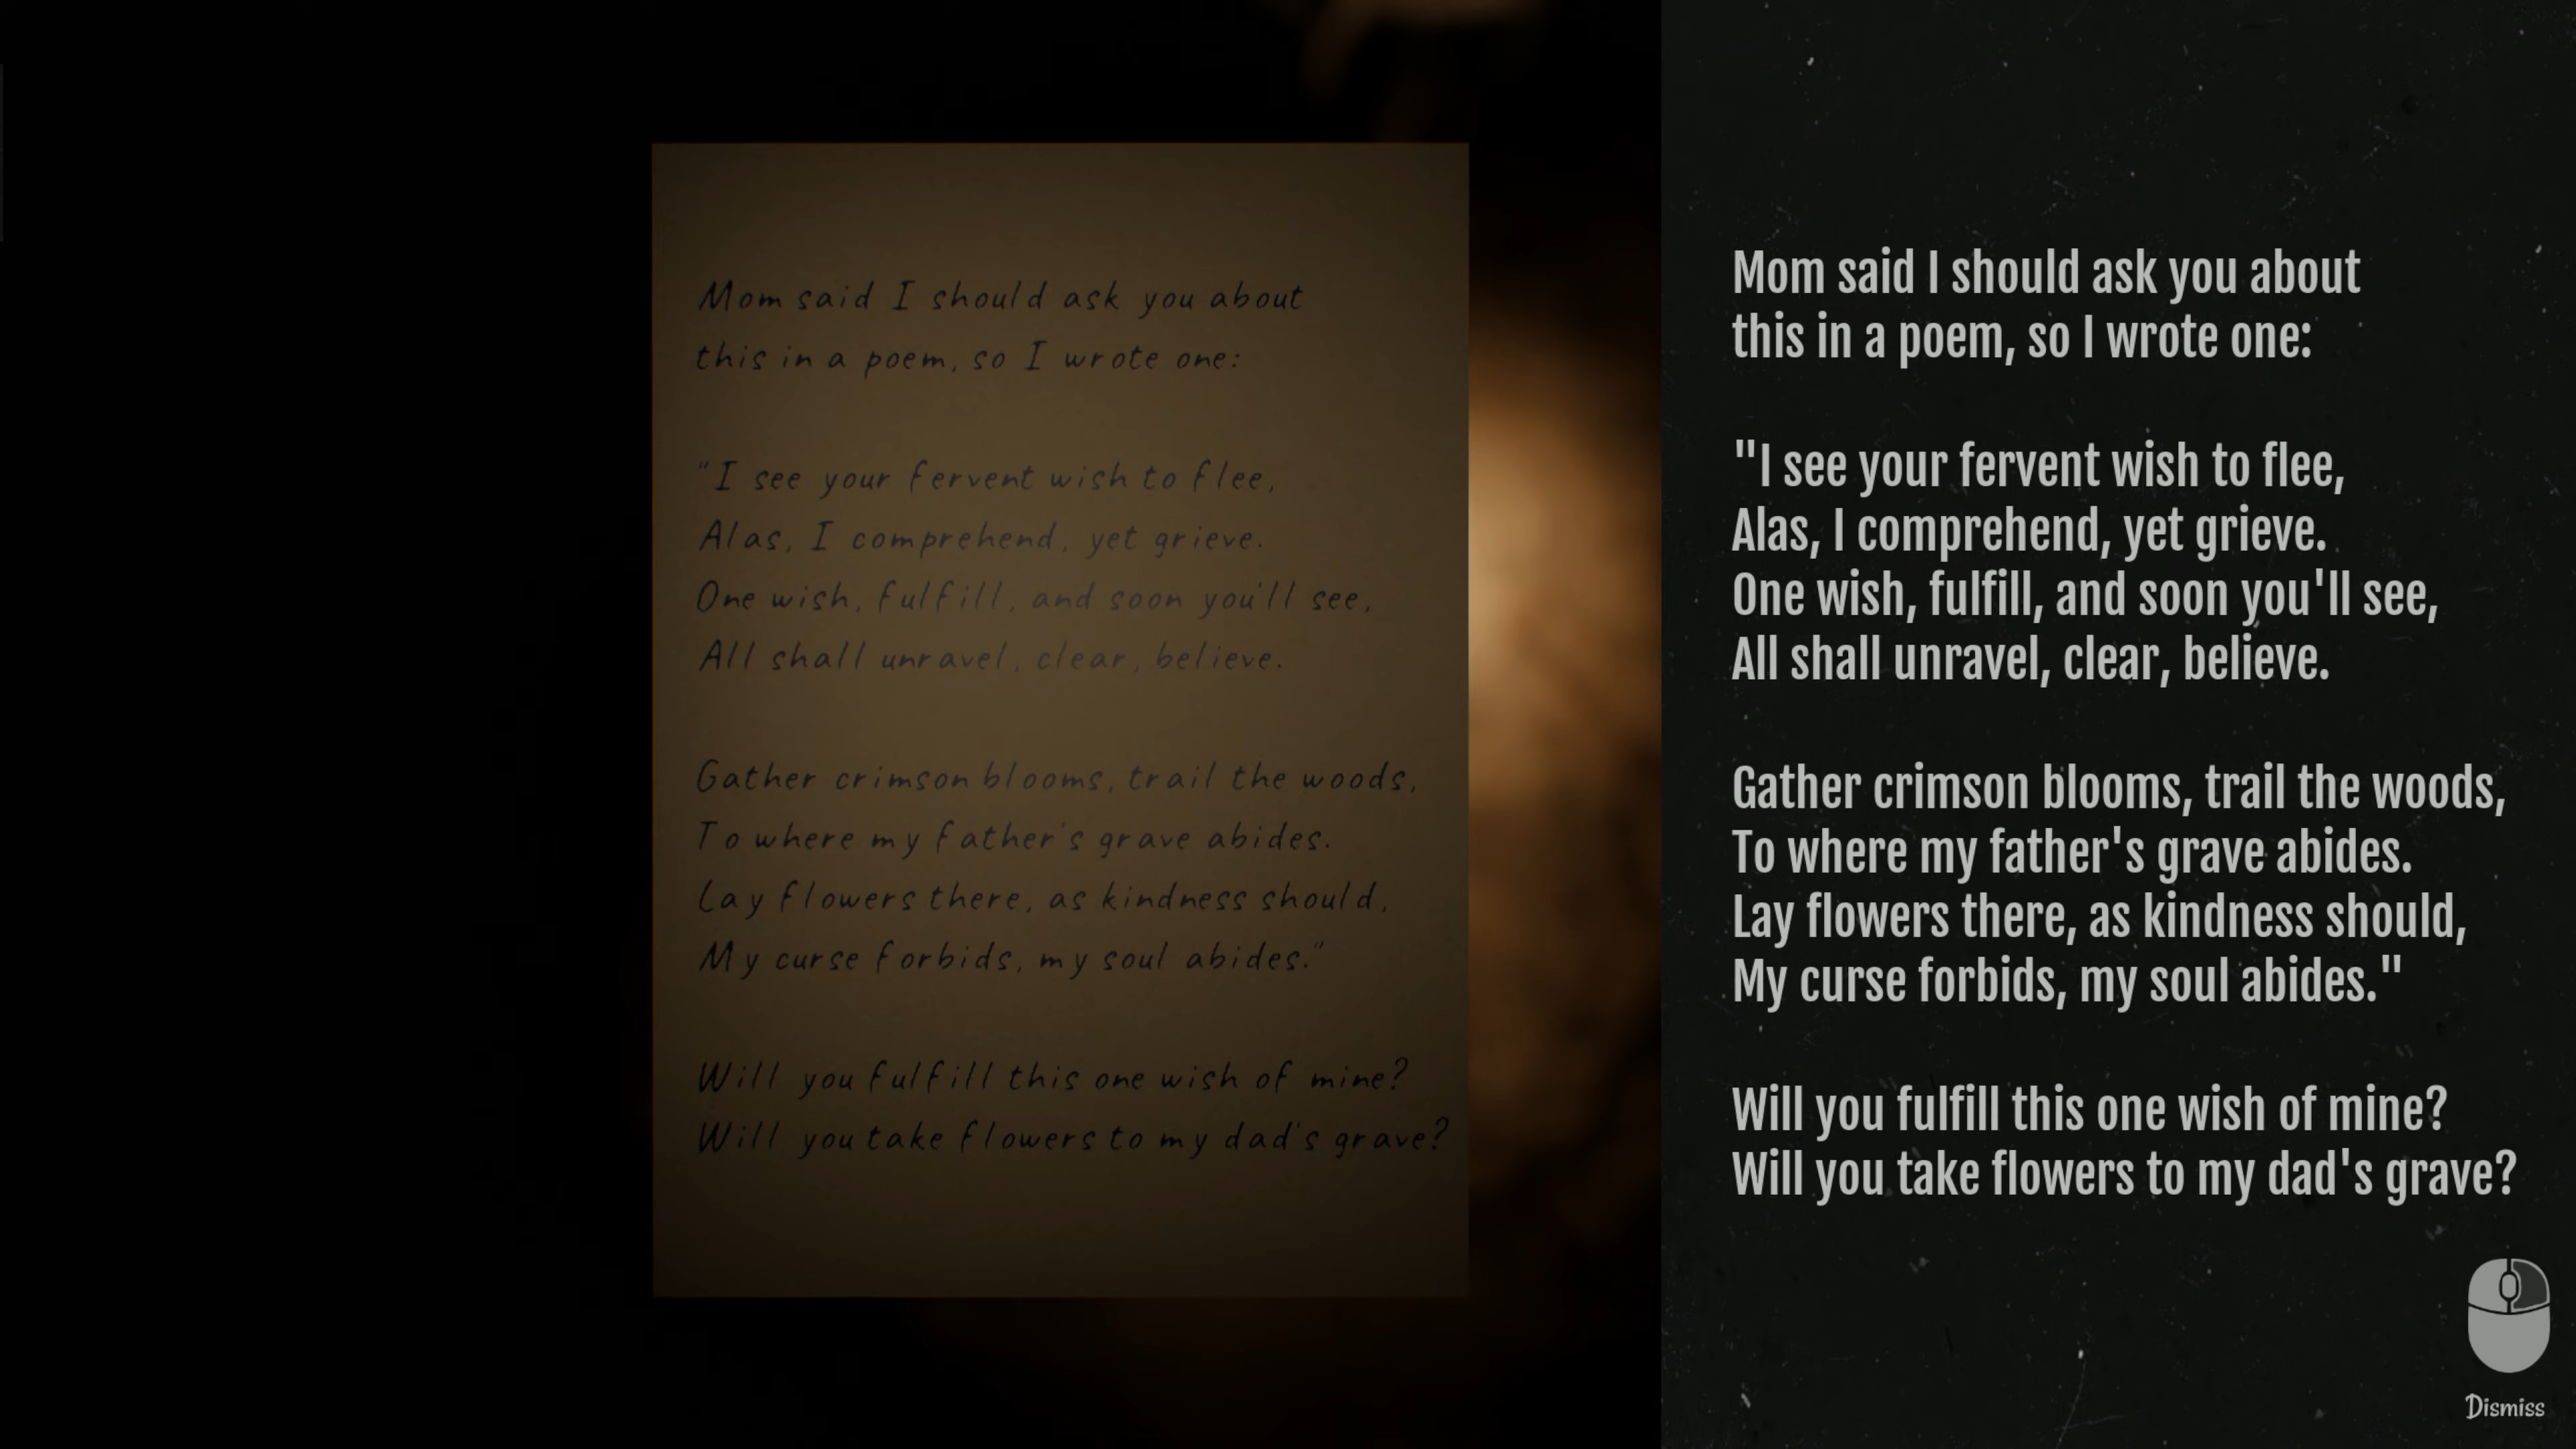 Mom said I should ask you about
this in a poem, so I wrote one:
"I see your fervent wish to flee,
Alas, I comprehend, yet grieve.
One wish, fulfill, and soon you'll see,
All shall unravel, clear, believe.
Gather crimson blooms, trail the woods,
To where my father's grave abides.
Lay flowers there, as kindness should,
My curse forbids, my soul abides."
Will you fulfill this one wish of mine?
Will you take flowers to my dad's grave?
Mom said I should ask you about
this in a poem, so I wrote one:
"I see your fervent wish to flee,
Alas, I comprehend, yet grieve.
One wish, fulfill, and soon you'll see,
All shall unravel, clear, believe.
Gather crimson blooms, trail the woods,
To where my father's grave abides.
Lay flowers there, as kindness should,
My curse forbids, my soul abides."
Will you fulfill this one wish of mine?
Will you take flowers to my dad's grave?
Dismiss